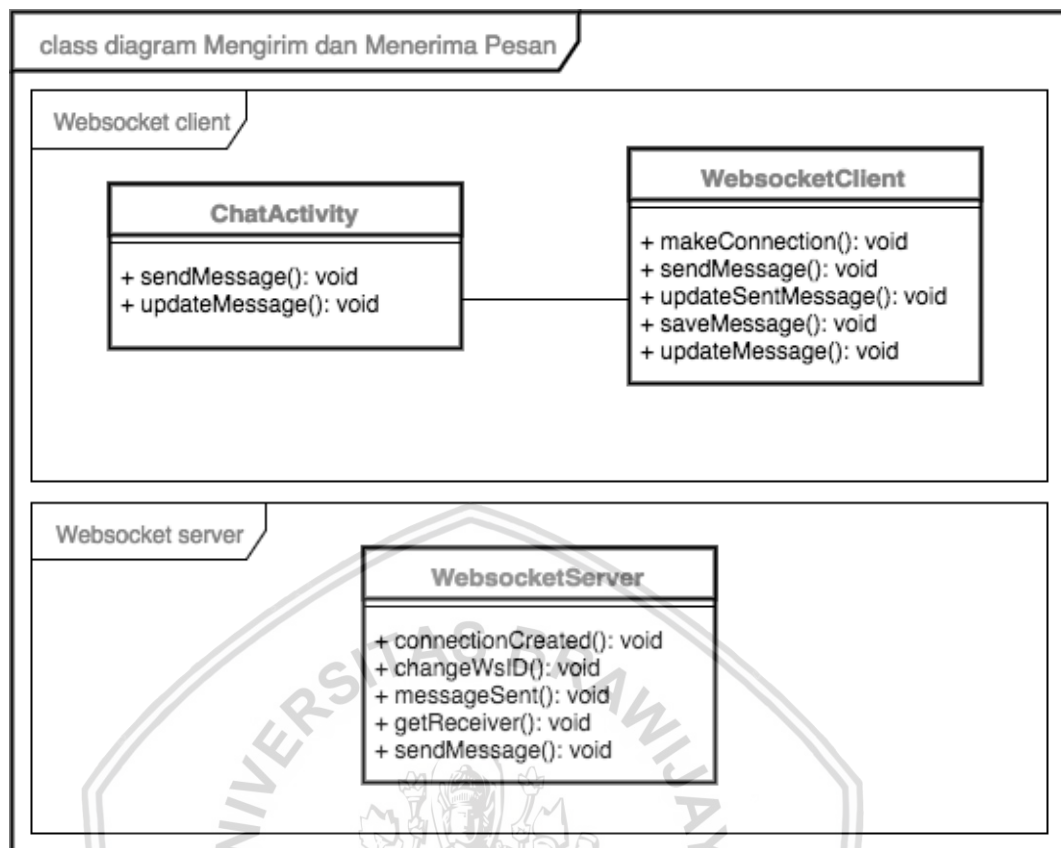 class diagram Mengirim dan Menerima Pesan
Websocket client
ChatActivity
+ sendMessage(): void
+ updateMessage(): void
WebsocketClient
+ makeConnection(): void
+ sendMessage(): void
+ updateSentMessage(): void
+ saveMessage(): void
+ updateMessage(): void
Websocket server
WebsocketServer
+ connectionCreated(): void
+ changeWsID(): void
+ messageSent(): void
+ getReceiver(): void
+ sendMessage(): void